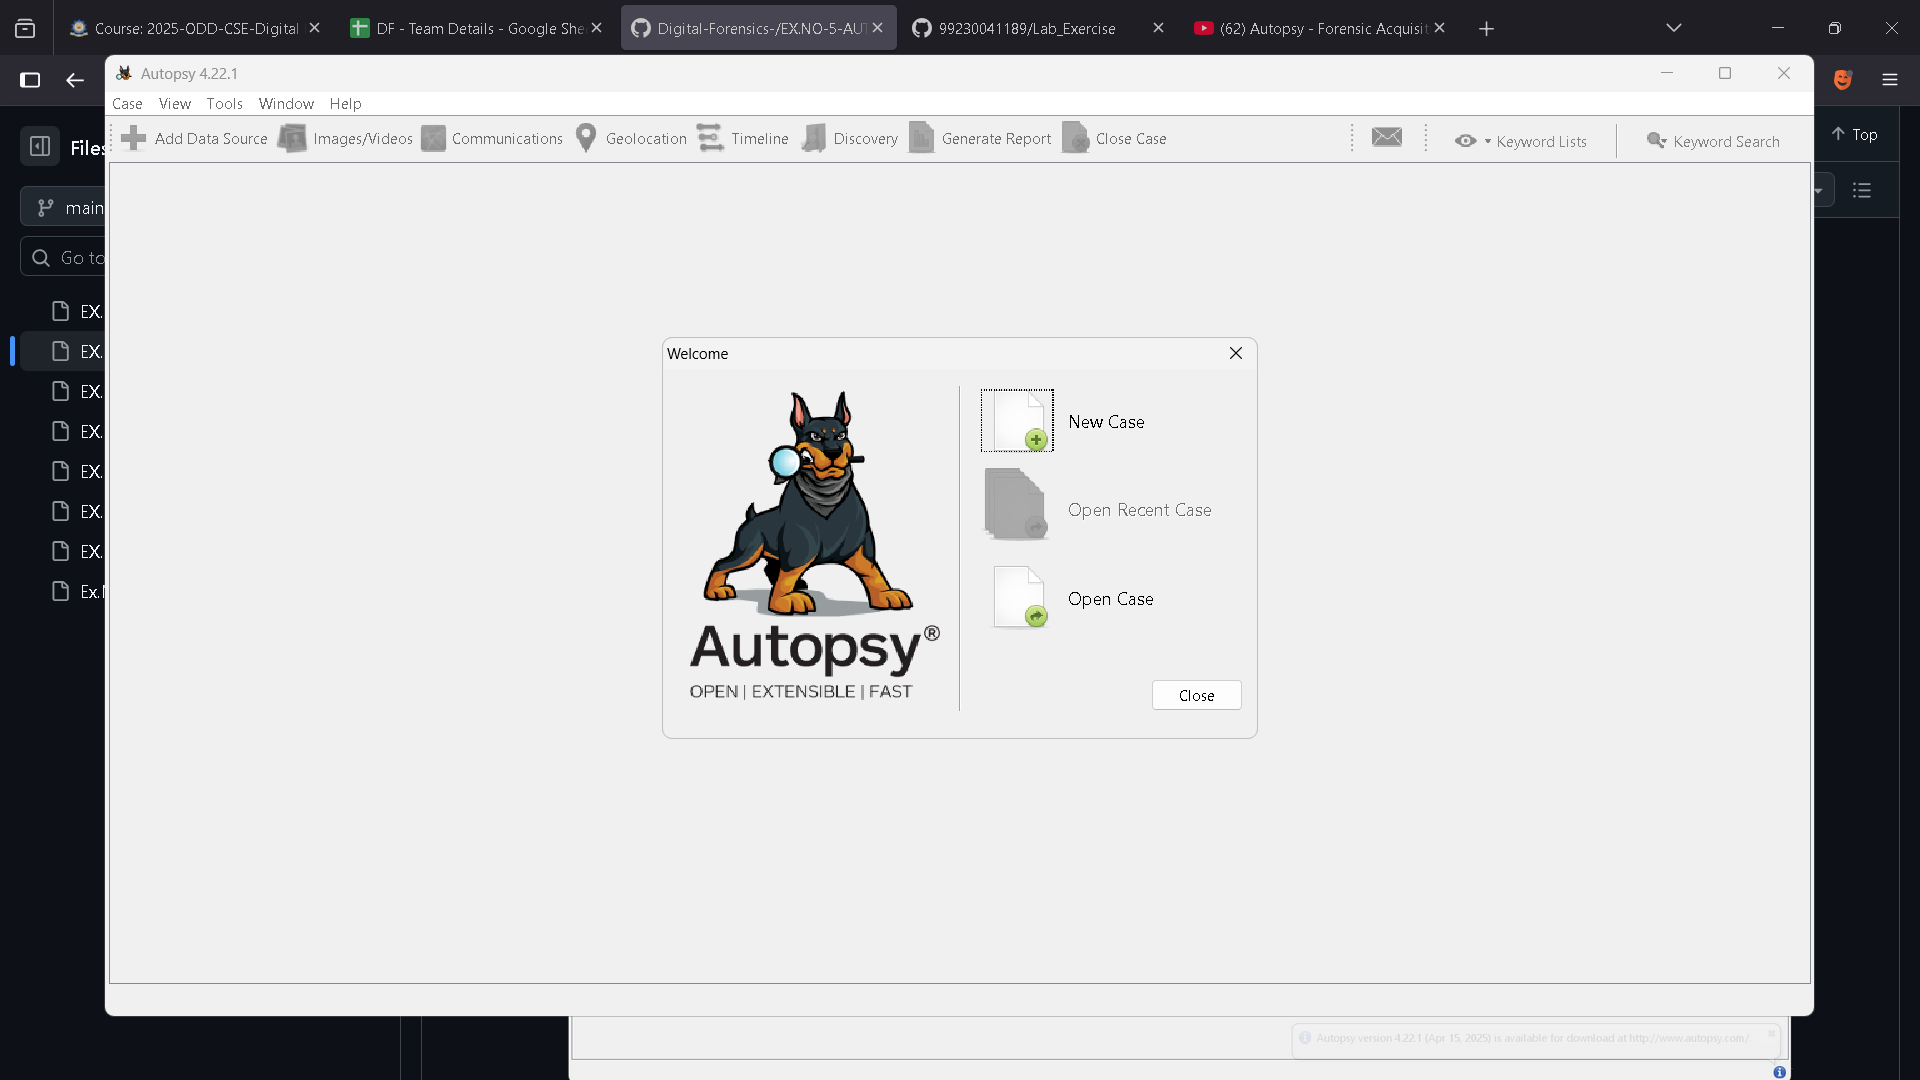 Course: 2025-ODD-CSE-Digital
DF - Team Details - Google She
Digital-Forensics-/EX.NO-5-AUT
99230041189/Lab_Exercise
(62) Autopsy - Forensic Acquisit
Autopsy 4.22.1
Case View Tools Window Help
Add Data Source Images/Videos Communications Geolocation Timeline Discovery Generate Report Close Case Keyword Lists Keyword Search
Files
Top
main
Go to
EX.
EX.
EX.
EX.
EX.
EX.
EX.
Ex.N
Welcome
New Case
Open Recent Case
Open Case
Autopsy®
OPEN | EXTENSIBLE | FAST
Close
Autopsy version 4.22.1 (Apr 15, 2025) is available for download at http://www.autopsy.com/